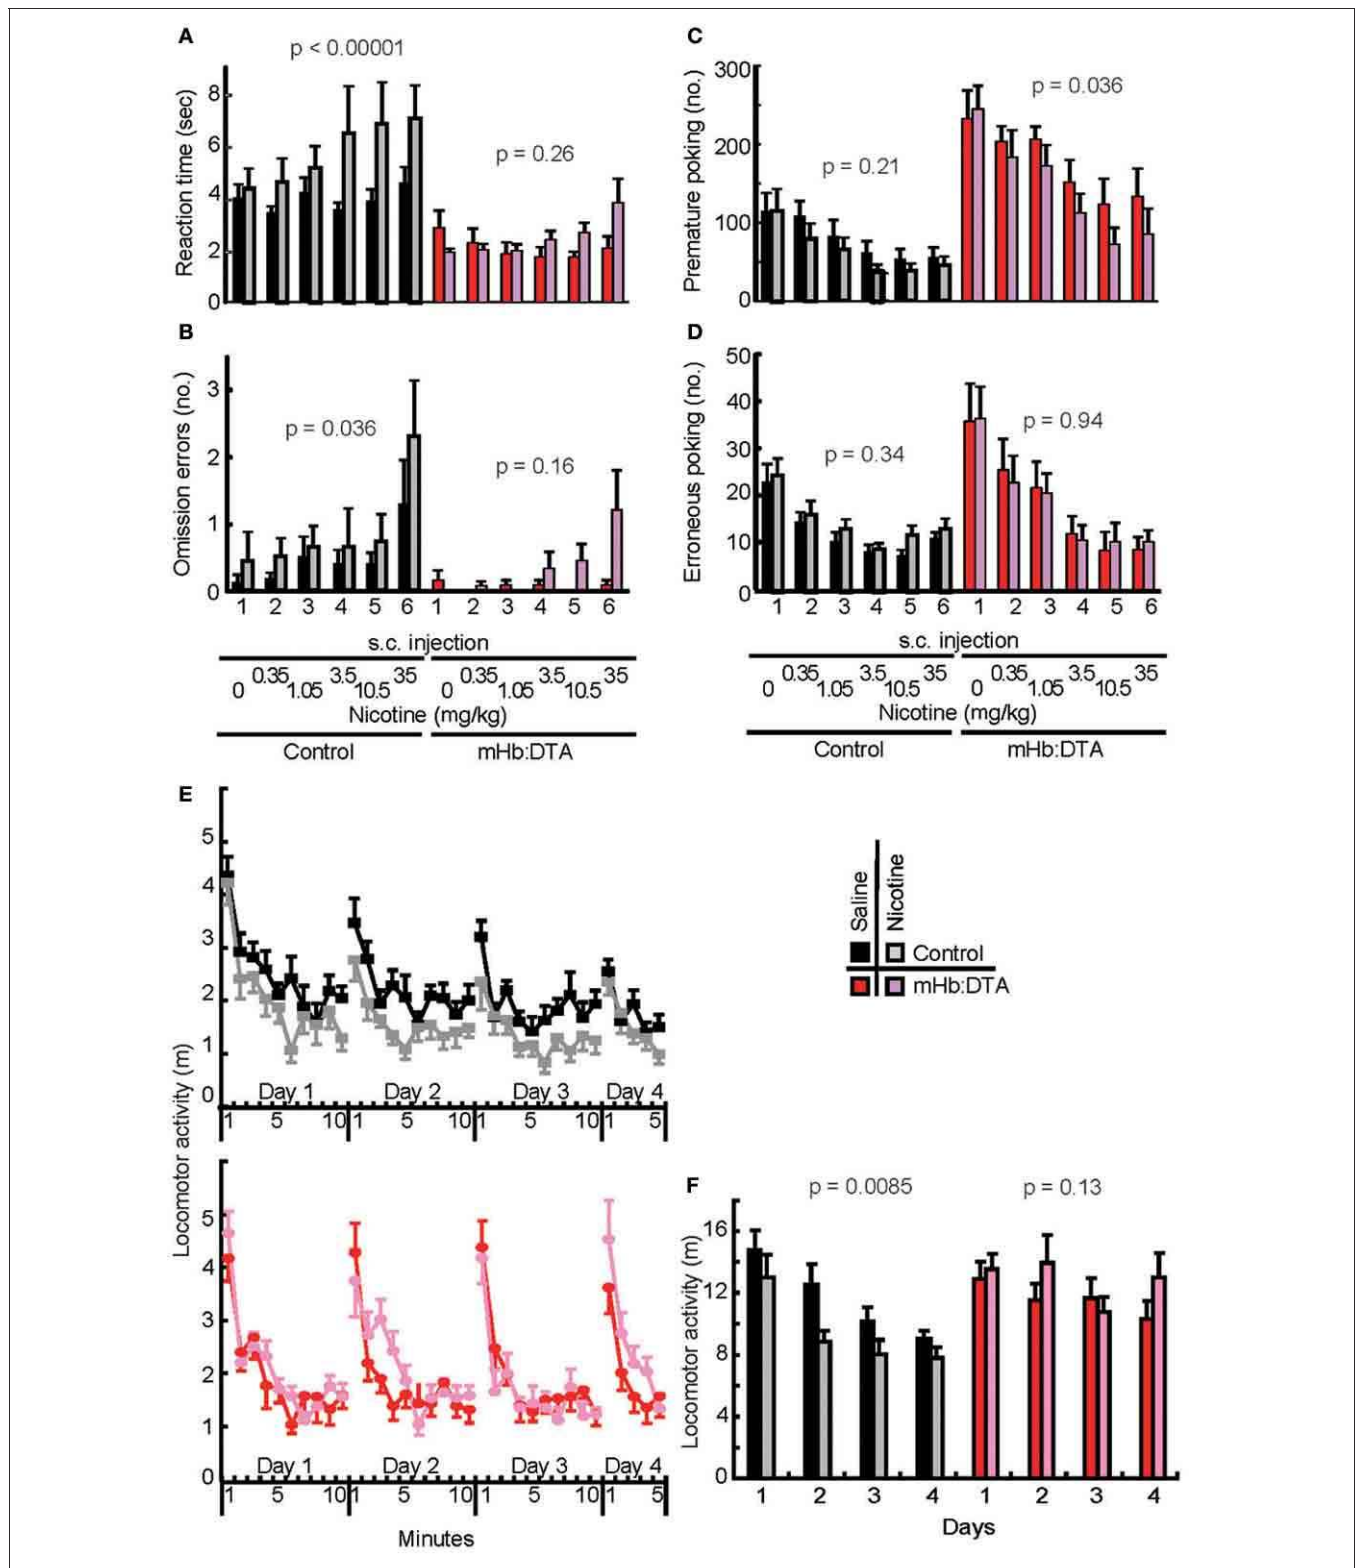 A
p < 0.00001
Reaction time (sec)
8
6
4
2
0
p = 0.26
C
Premature poking (no.)
300
200
100
0
p = 0.21
p = 0.036
B
Omission errors (no.)
3
2
1
0
p = 0.036
p = 0.16
1 2 3 4 5 6 1 2 3 4 5 6
s.c. injection
0 0.35 1.05 3.5 10.5 35 0 0.35 1.05 3.5 10.5 35
Nicotine (mg/kg)
Control mHb:DTA
D
Erroneous poking (no.)
50
40
30
20
10
0
p = 0.34
p = 0.94
1 2 3 4 5 6 1 2 3 4 5 6
s.c. injection
0 0.35 1.05 3.5 10.5 35 0 0.35 1.05 3.5 10.5 35
Nicotine (mg/kg)
Control mHb:DTA
E
Locomotor activity (m)
5
4
3
2
1
0
Day 1 Day 2 Day 3 Day 4
1 5 10 1 5 10 1 5 10 1 5
Saline Nicotine
Control
mHb:DTA
5
4
3
2
1
0
Day 1 Day 2 Day 3 Day 4
1 5 10 1 5 10 1 5 10 1 5
Minutes
F
p = 0.0085 p = 0.13
Locomotor activity (m)
16
12
8
4
0
1 2 3 4 1 2 3 4
Days